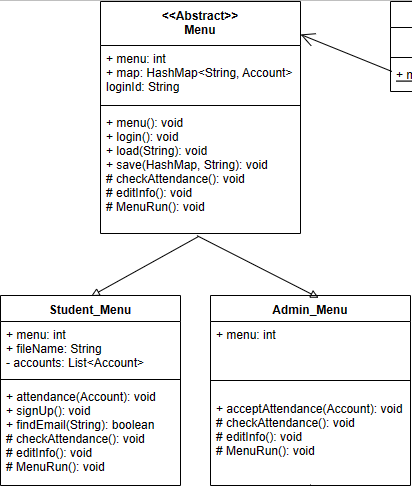 <<Abstract>>
Menu
+ menu: int
+ map: HashMap<String, Account>
loginId: String
+ menu(): void
+ login(): void
+ load(String): void
+ save(HashMap, String): void
# checkAttendance(): void
# editInfo(): void
# MenuRun(): void
Student_Menu
+ menu: int
+ fileName: String
- accounts: List<Account>
+ attendance(Account): void
+ signUp(): void
+ findEmail(String): boolean
# checkAttendance(): void
# editInfo(): void
# MenuRun(): void
Admin_Menu
+ menu: int
+ acceptAttendance(Account): void
# checkAttendance(): void
# editInfo(): void
# MenuRun(): void